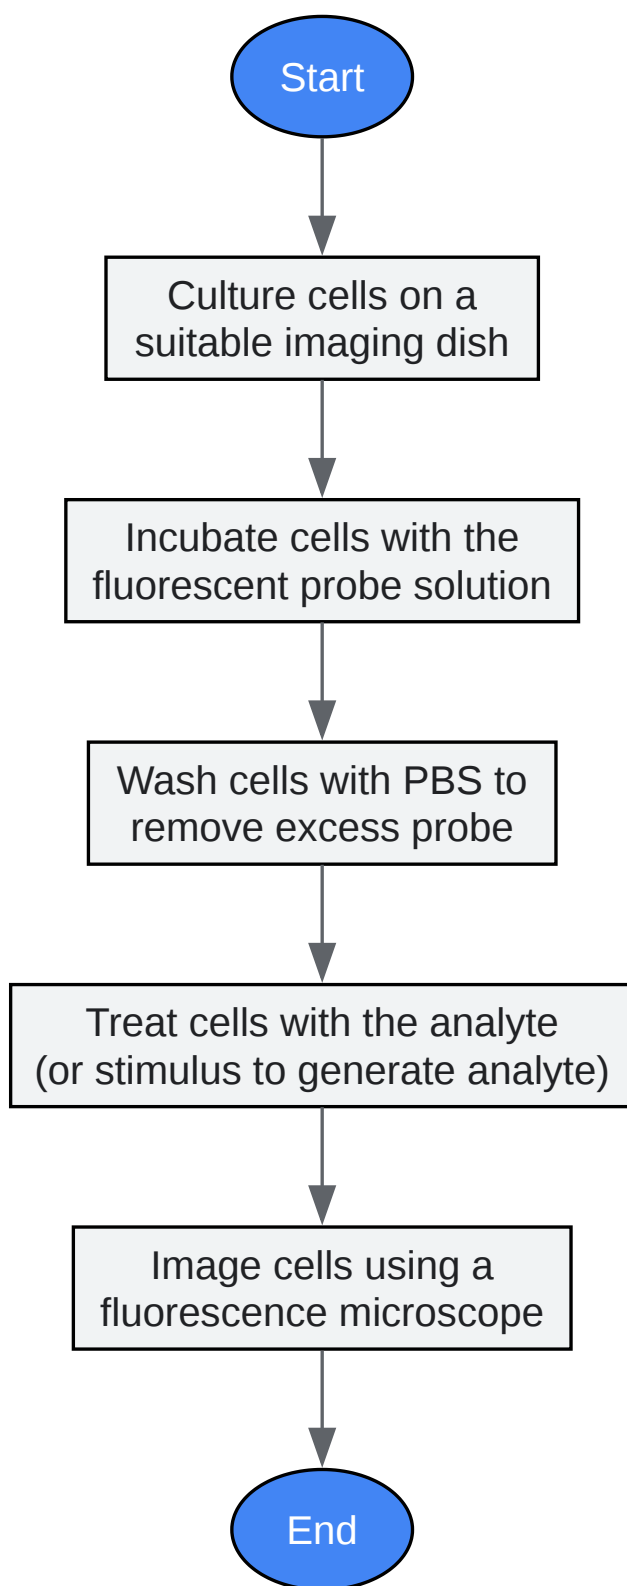 Start
Culture cells on a
suitable imaging dish
Incubate cells with the
fluorescent probe solution
Wash cells with PBS to
remove excess probe
Treat cells with the analyte
(or stimulus to generate analyte)
Image cells using a
fluorescence microscope
End